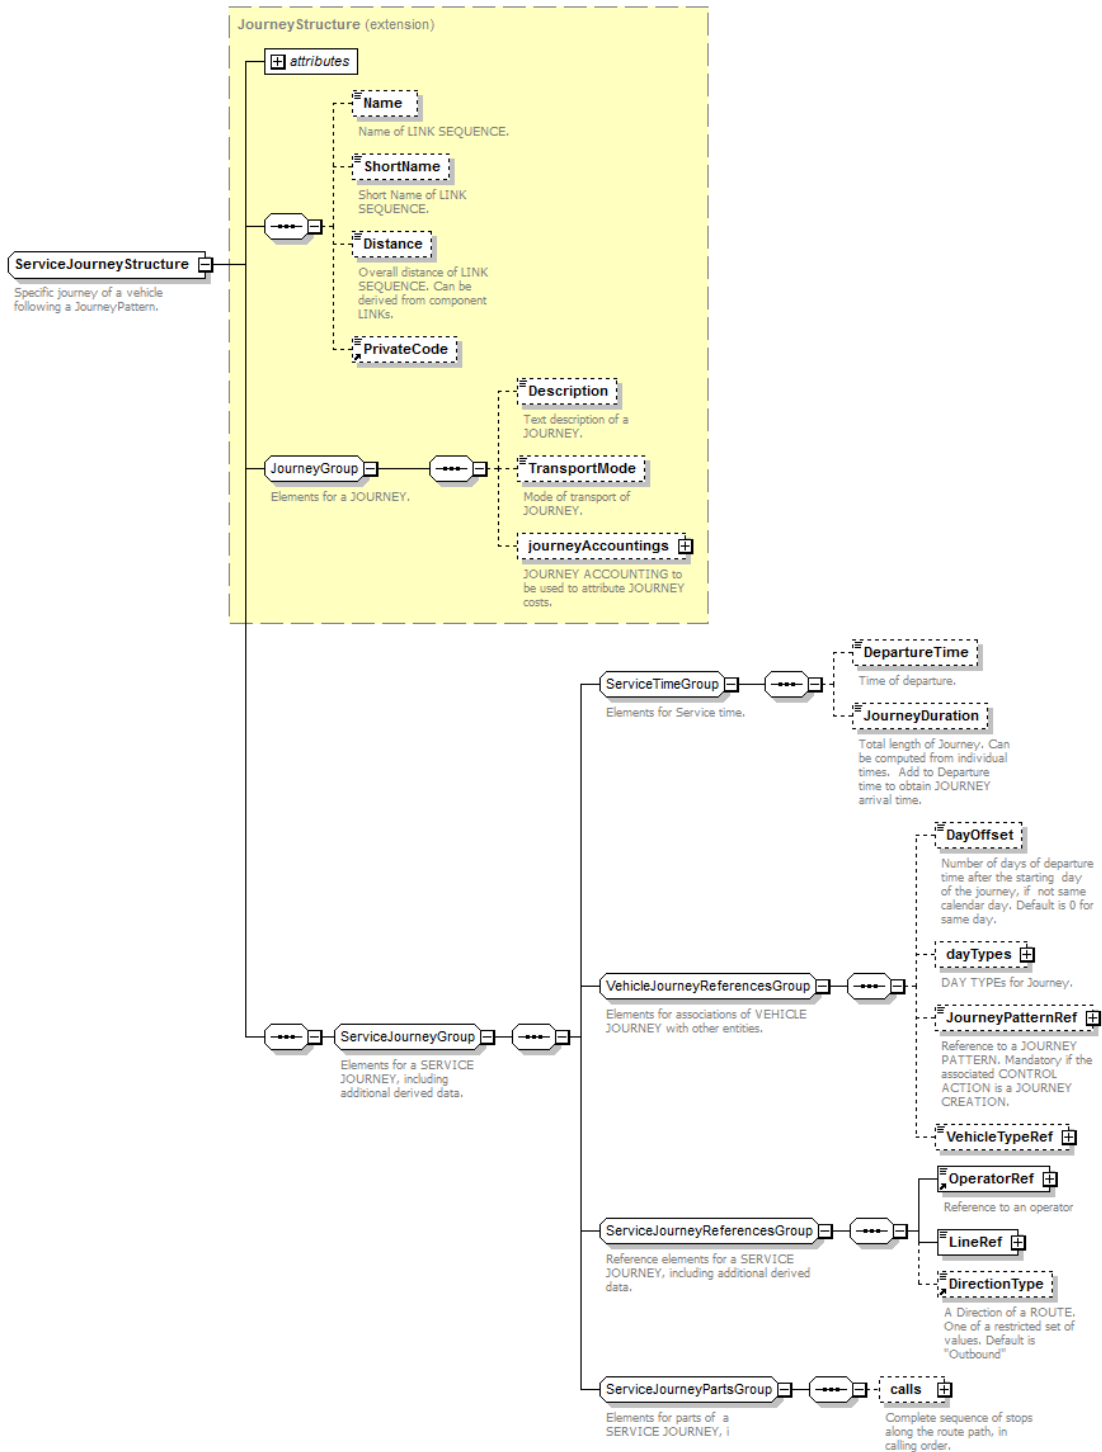 JourneyStructure (extension)
attributes
Name
Name of LINK SEQUENCE.
ShortName
Short Name of LINK
SEQUENCE.
Distance
Overall distance of LINK
SEQUENCE. Can be
derived from component
LINKs.
PrivateCode
ServiceJourneyStructure
Specific journey of a vehicle
following a JourneyPattern.
JourneyGroup
Elements for a JOURNEY.
Description
Text description of a
JOURNEY.
TransportMode
Mode of transport of
JOURNEY.
journeyAccountings
JOURNEY ACCOUNTING to
be used to attribute JOURNEY
costs.
ServiceTimeGroup
Elements for Service time.
DepartureTime
Time of departure.
JourneyDuration
Total length of Journey. Can
be computed from individual
times. Add to Departure
time to obtain JOURNEY
arrival time.
DayOffset
Number of days of departure
time after the starting day
of the journey, if not same
calendar day. Default is 0 for
same day.
dayTypes
DAY TYPEs for Journey.
VehicleJourneyReferencesGroup
Elements for associations of VEHICLE
JOURNEY with other entities.
JourneyPatternRef
Reference to a JOURNEY
PATTERN. Mandatory if the
associated CONTROL
ACTION is a JOURNEY
CREATION.
VehicleTypeRef
ServiceJourneyGroup
Elements for a SERVICE
JOURNEY, including
additional derived data.
OperatorRef
Reference to an operator
ServiceJourneyReferencesGroup
Reference elements for a SERVICE
JOURNEY, including additional derived
data.
LineRef
DirectionType
A Direction of a ROUTE.
One of a restricted set of
values. Default is
"Outbound"
ServiceJourneyPartsGroup
Elements for parts of a
SERVICE JOURNEY, i
calls
Complete sequence of stops
along the route path, in
calling order.